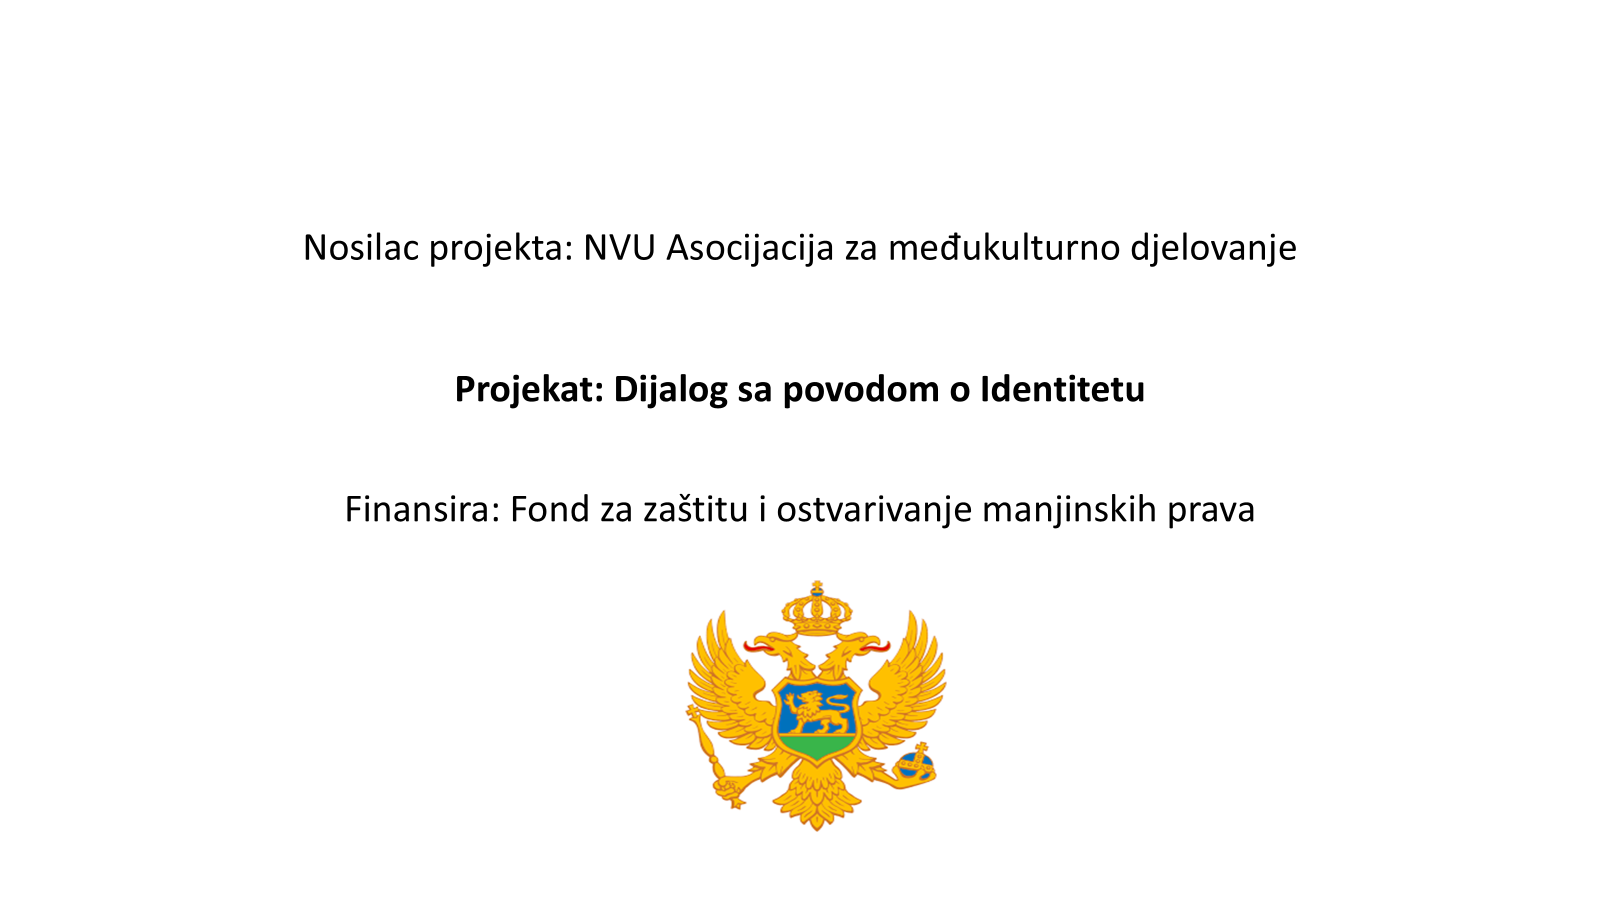 Nosilac projekta: NVU Asocijacija za međukulturno djelovanje
Projekat: Dijalog sa povodom o Identitetu
Finansira: Fond za zaštitu i ostvarivanje manjinskih prava